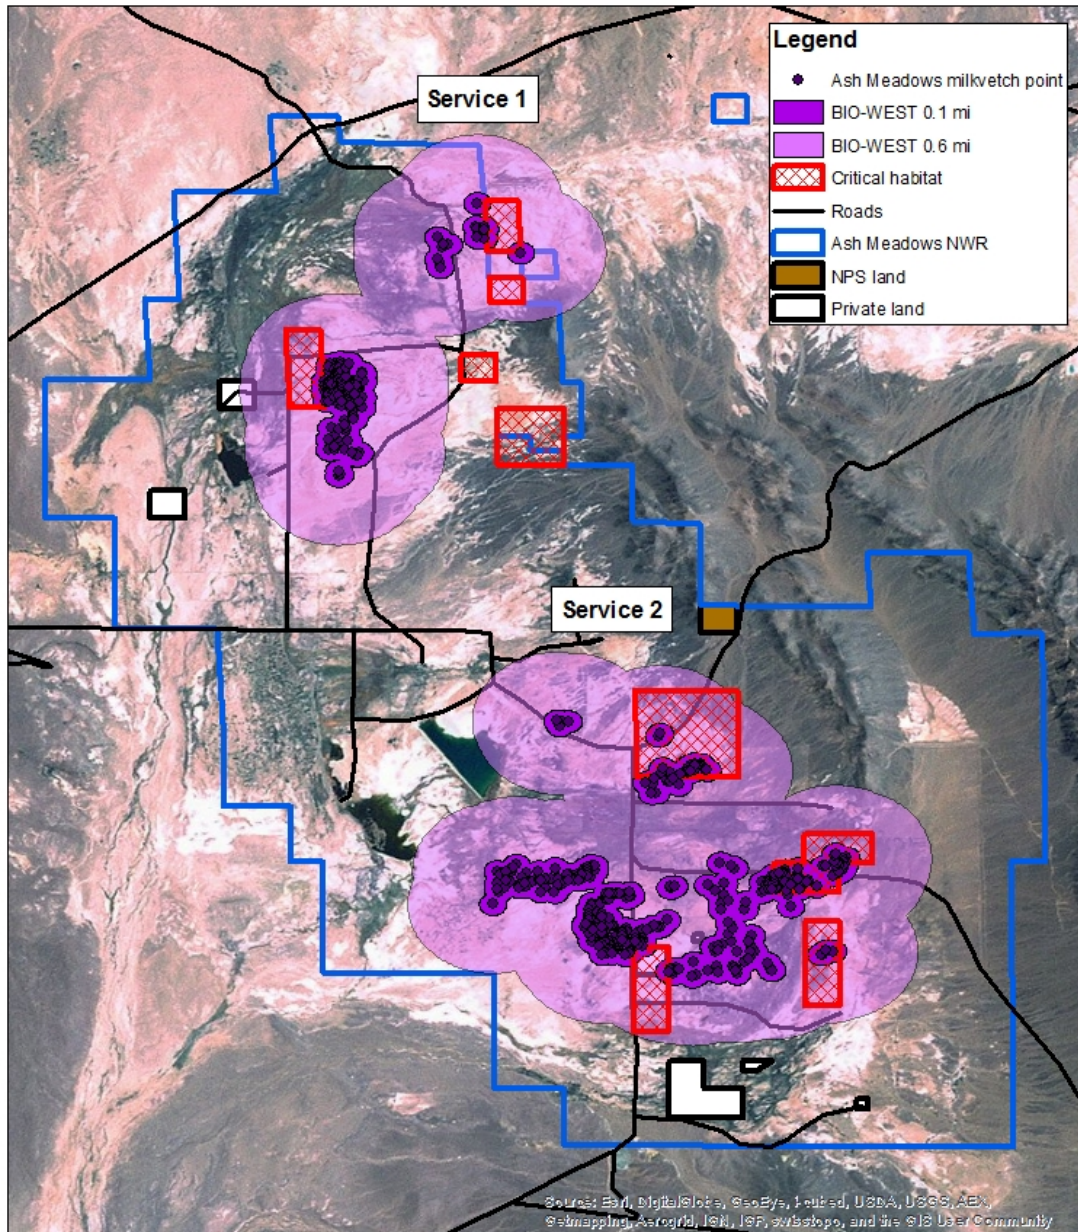 Legend
Ash Meadows milkvetch point
BIO-WEST 0.1 mi
BIO-WEST 0.6 mi
Critical habitat
Roads
Ash Meadows NWR
NPS land
Private land
Service 1
Service 2
Source: Esri, DigitalGlobe, GeoEye, i-cubed, USDA, USGS, AEX,
Getmapping, Aerogrid, IGN, IGP, swisstopo, and the GIS User Community